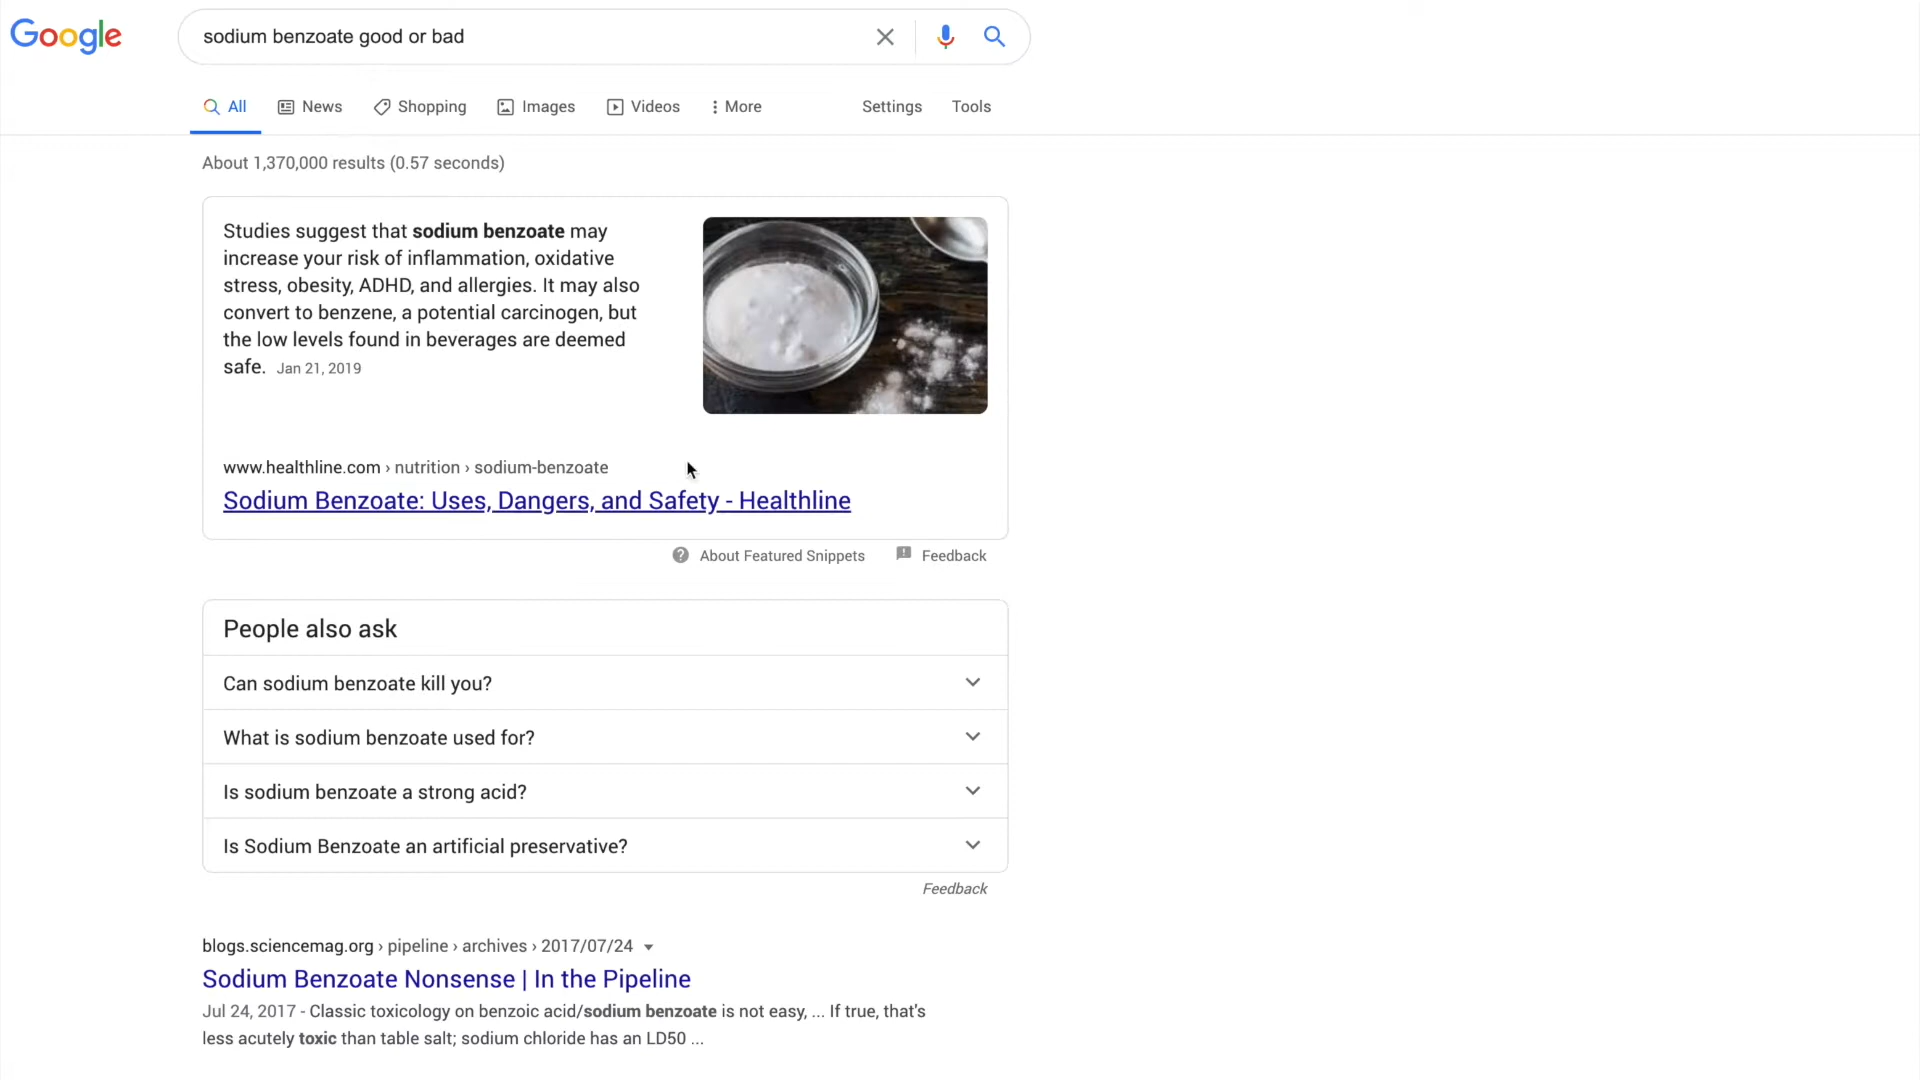 Google
sodium benzoate good or bad
All News Shopping Images Videos More Settings Tools
About 1,370,000 results (0.57 seconds)
Studies suggest that sodium benzoate may
increase your risk of inflammation, oxidative
stress, obesity, ADHD, and allergies. It may also
convert to benzene, a potential carcinogen, but
the low levels found in beverages are deemed
safe. Jan 21, 2019
www.healthline.com › nutrition › sodium-benzoate
Sodium Benzoate: Uses, Dangers, and Safety - Healthline
About Featured Snippets Feedback
People also ask
Can sodium benzoate kill you?
What is sodium benzoate used for?
Is sodium benzoate a strong acid?
Is Sodium Benzoate an artificial preservative?
Feedback
blogs.sciencemag.org › pipeline › archives › 2017/07/24
Sodium Benzoate Nonsense | In the Pipeline
Jul 24, 2017 - Classic toxicology on benzoic acid/sodium benzoate is not easy, ... If true, that's
less acutely toxic than table salt; sodium chloride has an LD50 ...